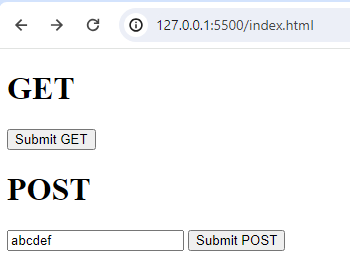 127.0.0.1:5500/index.html
GET
Submit GET
POST
abcdef Submit POST